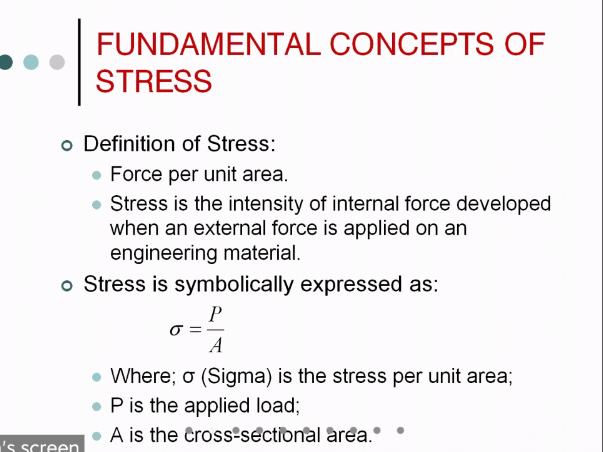 FUNDAMENTAL CONCEPTS OF
STRESS
Definition of Stress:
Force per unit area.
Stress is the intensity of internal force developed
when an external force is applied on an
engineering material.
Stress is symbolically expressed as:
σ = P/A
Where; σ (Sigma) is the stress per unit area;
P is the applied load;
A is the cross-sectional area.
's screen